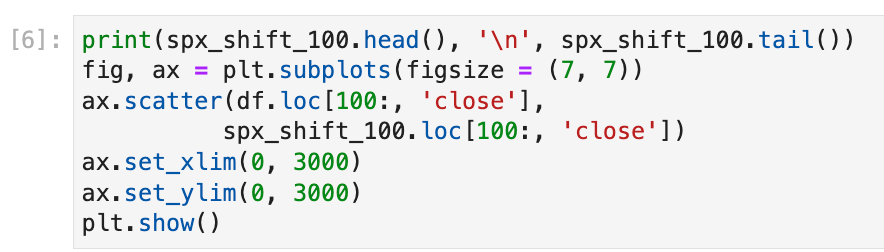 [6]: print(spx_shift_100.head(), '\n', spx_shift_100.tail())
fig, ax = plt.subplots(figsize = (7, 7))
ax.scatter(df.loc[100:, 'close'],
           spx_shift_100.loc[100:, 'close'])
ax.set_xlim(0, 3000)
ax.set_ylim(0, 3000)
plt.show()